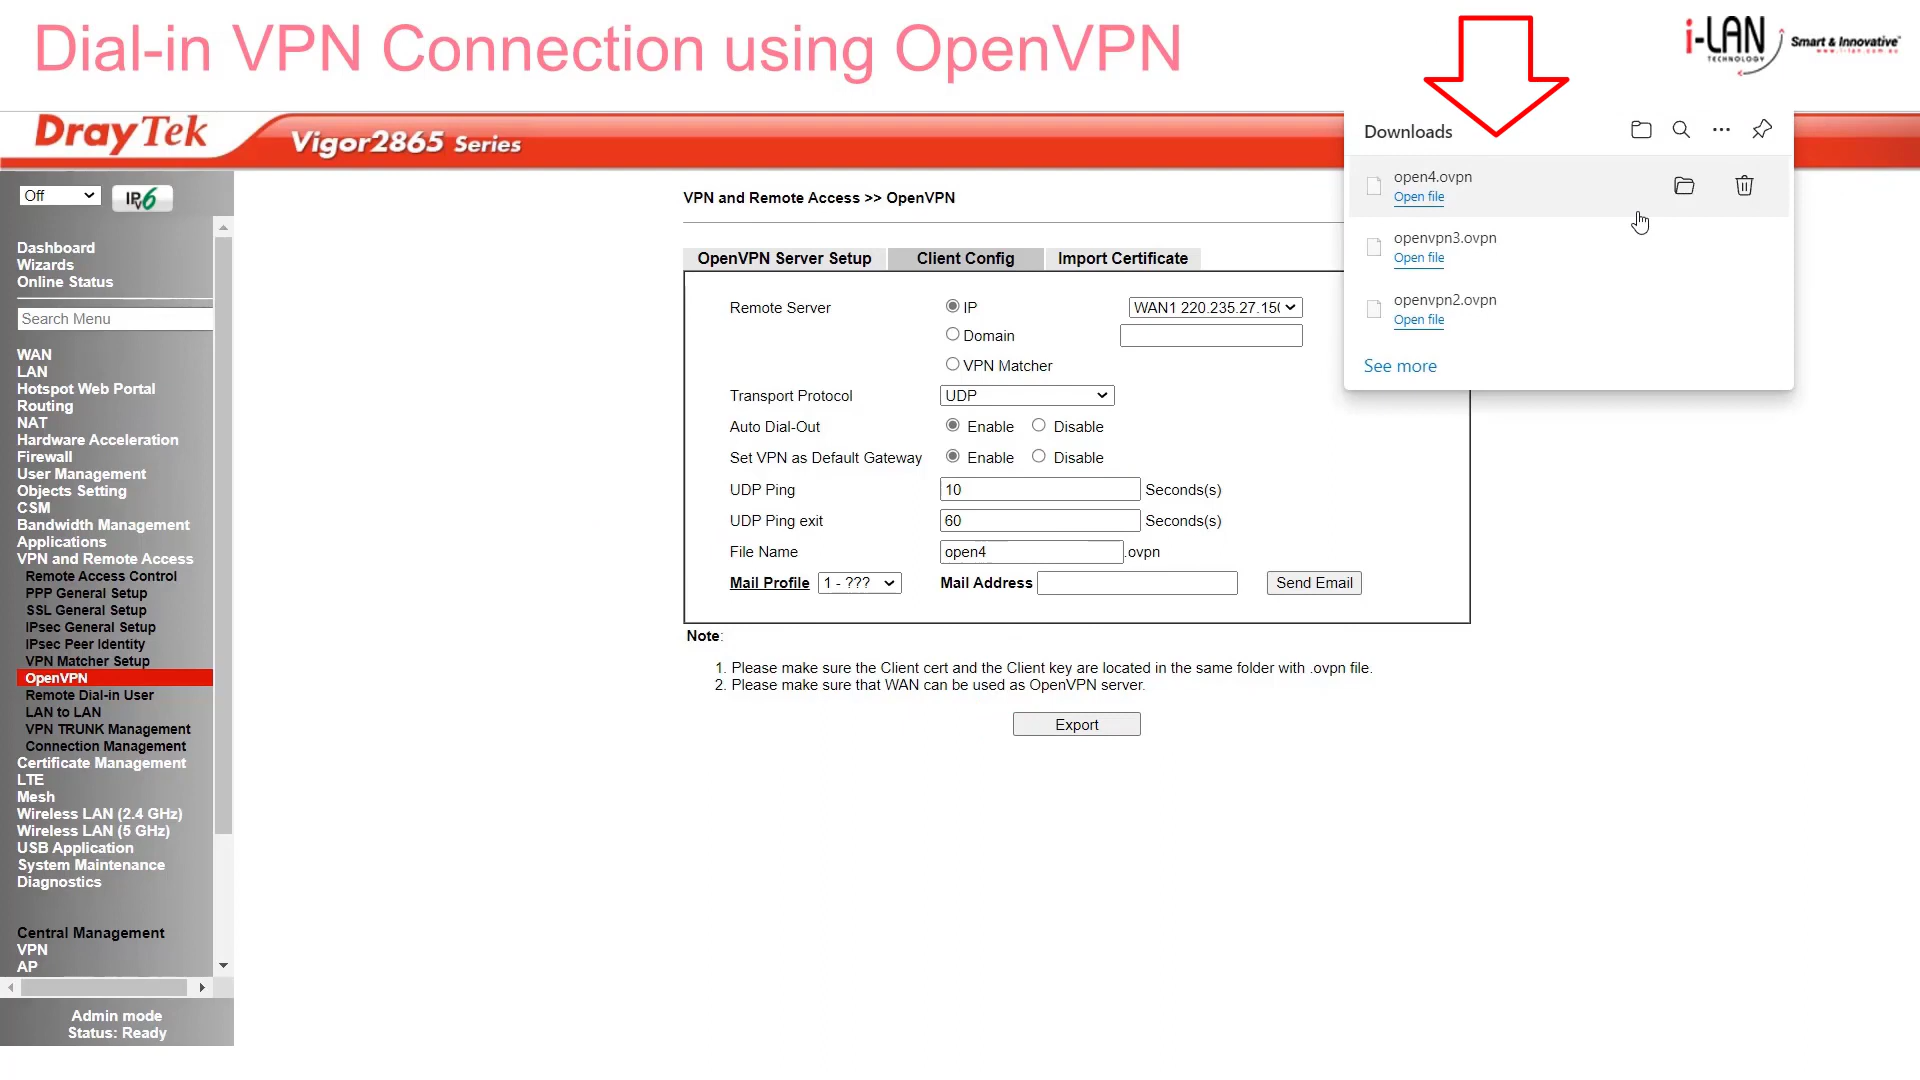 Dial-in VPN Connection using OpenVPN
i-LAN
TECHNOLOGY
Smart & Innovative
www.i-lan.com.au
DrayTek
Vigor2865 Series
Off
IPv6
Dashboard
Wizards
Online Status
Search Menu
WAN
LAN
Hotspot Web Portal
Routing
NAT
Hardware Acceleration
Firewall
User Management
Objects Setting
CSM
Bandwidth Management
Applications
VPN and Remote Access
Remote Access Control
PPP General Setup
SSL General Setup
IPsec General Setup
IPsec Peer Identity
VPN Matcher Setup
OpenVPN
Remote Dial-in User
LAN to LAN
VPN TRUNK Management
Connection Management
Certificate Management
LTE
Mesh
Wireless LAN (2.4 GHz)
Wireless LAN (5 GHz)
USB Application
System Maintenance
Diagnostics
Central Management
VPN
AP
Admin mode
Status: Ready
VPN and Remote Access >> OpenVPN
OpenVPN Server Setup Client Config Import Certificate
Remote Server IP WAN1 220.235.27.150
Domain
VPN Matcher
Transport Protocol UDP
Auto Dial-Out Enable Disable
Set VPN as Default Gateway Enable Disable
UDP Ping 10 Seconds(s)
UDP Ping exit 60 Seconds(s)
File Name open4 .ovpn
Mail Profile 1 - ??? Mail Address Send Email
Note:
1. Please make sure the Client cert and the Client key are located in the same folder with .ovpn file.
2. Please make sure that WAN can be used as OpenVPN server.
Export
Downloads
open4.ovpn
Open file
openvpn3.ovpn
Open file
openvpn2.ovpn
Open file
See more